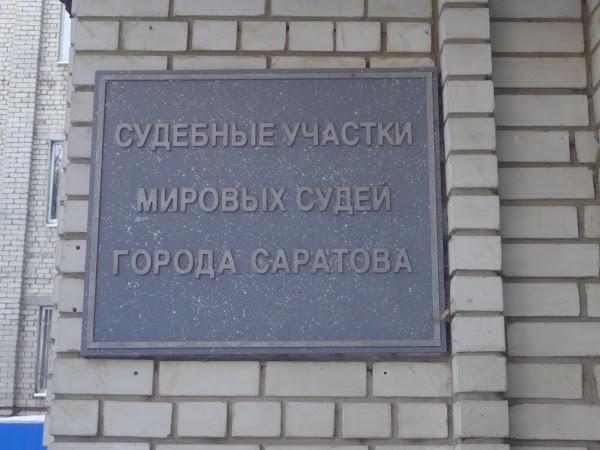 СУДЕБНЫЕ УЧАСТКИ
МИРОВЫХ СУДЕЙ
ГОРОДА САРАТОВА